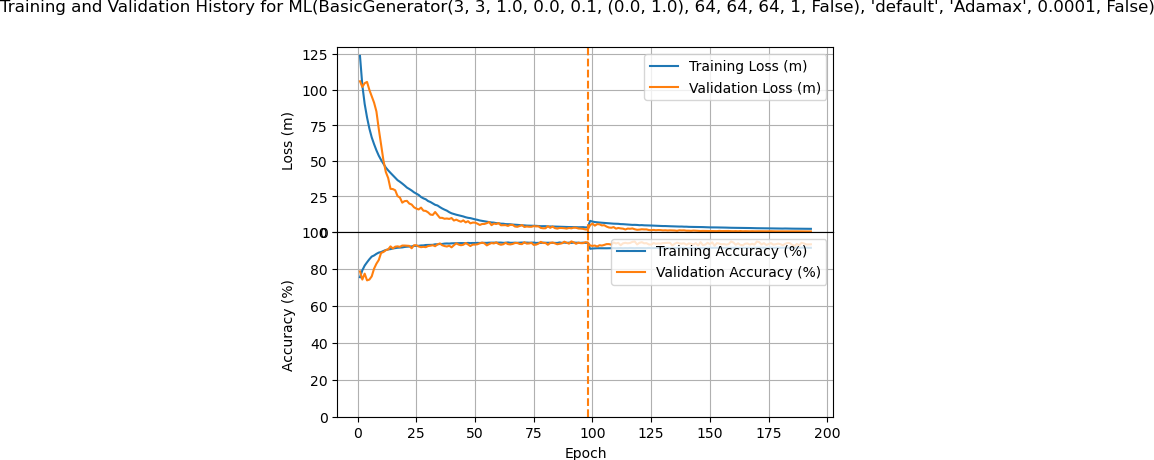 Training and Validation History for ML(BasicGenerator(3, 3, 1.0, 0.0, 0.1, (0.0, 1.0), 64, 64, 64, 1, False), 'default', 'Adamax', 0.0001, False)
125
100
75
50
25
0
Loss (m)
Training Loss (m)
Validation Loss (m)
100
80
60
40
20
0
Accuracy (%)
Training Accuracy (%)
Validation Accuracy (%)
0 25 50 75 100 125 150 175 200
Epoch